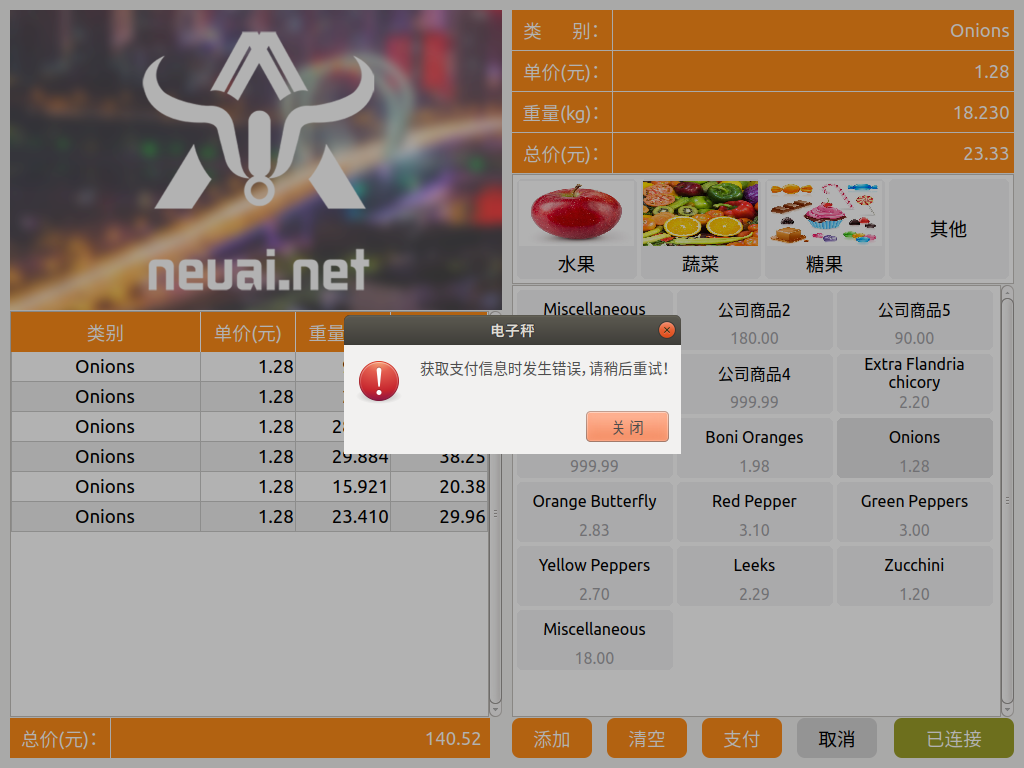 neuai.net
类别:
Onions
单价(元):
1.28
重量(kg):
18.230
总价(元):
23.33
水果
蔬菜
糖果
其他
类别
单价(元)
重量
Onions 1.28
Onions 1.28
Onions 1.28
Onions 1.28 29.884 38.25
Onions 1.28 15.921 20.38
Onions 1.28 23.410 29.96
总价(元):
140.52
电子秤
获取支付信息时发生错误,请稍后重试!
关闭
Miscellaneous
公司商品2
180.00
公司商品5
90.00
公司商品4
999.99
Extra Flandria
chicory
2.20
999.99
Boni Oranges
1.98
Onions
1.28
Orange Butterfly
2.83
Red Pepper
3.10
Green Peppers
3.00
Yellow Peppers
2.70
Leeks
2.29
Zucchini
1.20
Miscellaneous
18.00
添加
清空
支付
取消
已连接